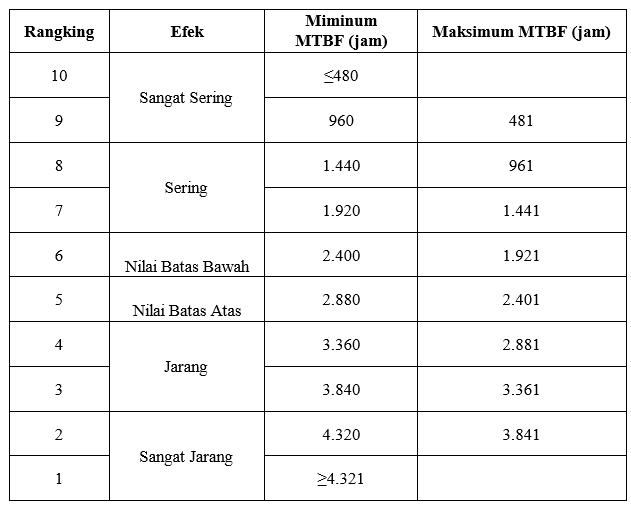 Rangking Efek Miminum MTBF (jam) Maksimum MTBF (jam)
10 Sangat Sering ≤480
9 960 481
8 Sering 1.440 961
7 1.920 1.441
6 Nilai Batas Bawah 2.400 1.921
5 Nilai Batas Atas 2.880 2.401
4 Jarang 3.360 2.881
3 3.840 3.361
2 Sangat Jarang 4.320 3.841
1 ≥4.321